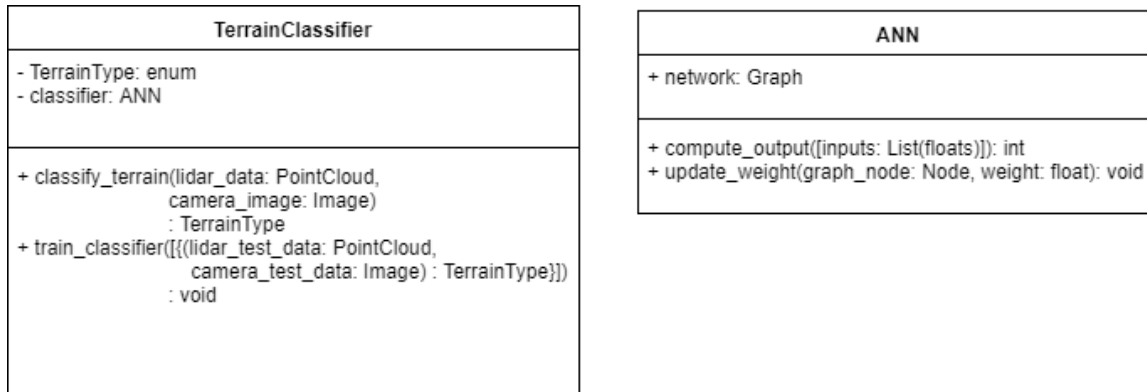 TerrainClassifier
- TerrainType: enum
- classifier: ANN
+ classify_terrain(lidar_data: PointCloud,
camera_image: Image)
: TerrainType
+ train_classifier([{(lidar_test_data: PointCloud,
camera_test_data: Image) : TerrainType}])
: void
ANN
+ network: Graph
+ compute_output([inputs: List(floats)]): int
+ update_weight(graph_node: Node, weight: float): void